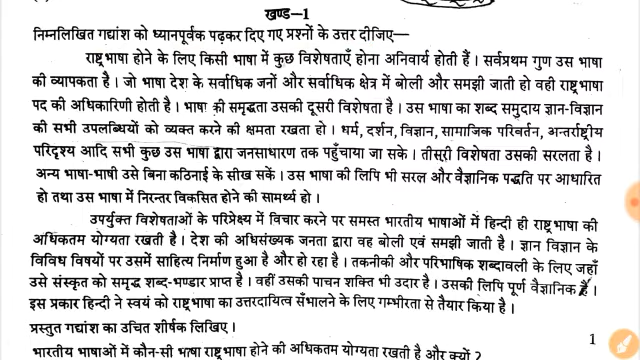 खण्ड–1
निम्नलिखित गद्यांश को ध्यानपूर्वक पढ़कर दिए गए प्रश्नों के उत्तर दीजिए—
राष्ट्रभाषा होने के लिए किसी भाषा में कुछ विशेषताएँ होना अनिवार्य होती हैं। सर्वप्रथम गुण उस भाषा
की व्यापकता है। जो भाषा देश के सर्वाधिक जनों और सर्वाधिक क्षेत्र में बोली और समझी जाती हो वही राष्ट्रभाषा
पद की अधिकारिणी होती है। भाषा की समृद्धता उसकी दूसरी विशेषता है। उस भाषा का शब्द समुदाय ज्ञान-विज्ञान
की सभी उपलब्धियों को व्यक्त करने की क्षमता रखता हो। धर्म, दर्शन, विज्ञान, सामाजिक परिवर्तन, अन्तर्राष्ट्रीय
परिदृश्य आदि सभी कुछ उस भाषा द्वारा जनसाधारण तक पहुँचाया जा सके। तीसरी विशेषता उसकी सरलता है।
अन्य भाषा-भाषी उसे बिना कठिनाई के सीख सकें। उस भाषा की लिपि भी सरल और वैज्ञानिक पद्धति पर आधारित
हो तथा उस भाषा में निरन्तर विकसित होने की सामर्थ्य हो।
उपर्युक्त विशेषताओं के परिप्रेक्ष्य में विचार करने पर समस्त भारतीय भाषाओं में हिन्दी ही राष्ट्रभाषा की
अधिकतम योग्यता रखती है। देश की अधिसंख्यक जनता द्वारा वह बोली एवं समझी जाती है। ज्ञान विज्ञान के
विविध विषयों पर उसमें साहित्य निर्माण हुआ है और हो रहा है। तकनीकी और परिभाषिक शब्दावली के लिए जहाँ
उसे संस्कृत को समृद्ध शब्द-भण्डार प्राप्त है। वहीं उसकी पाचन शक्ति भी उदार है। उसकी लिपि पूर्ण वैज्ञानिक है।
इस प्रकार हिन्दी ने स्वयं को राष्ट्रभाषा का उत्तरदायित्व सँभालने के लिए गम्भीरता से तैयार किया है।
प्रस्तुत गद्यांश का उचित शीर्षक लिखिए।
1
भारतीय भाषाओं में कौन-सी भाषा राष्ट्रभाषा होने की अधिकतम योग्यता रखती है और क्यों ?